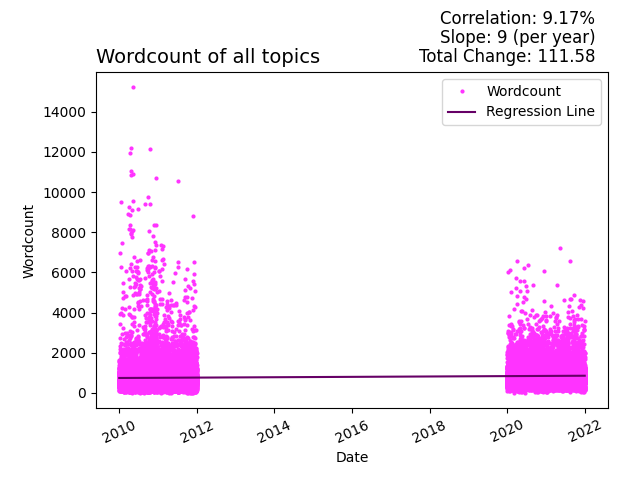 Correlation: 9.17%
Slope: 9 (per year)
Wordcount of all topics
Total Change: 111.58
Wordcount
Regression Line
14000
12000
10000
8000
6000
4000
2000
0
Wordcount
2010
2012
2014
2016
2018
2020
2022
Date